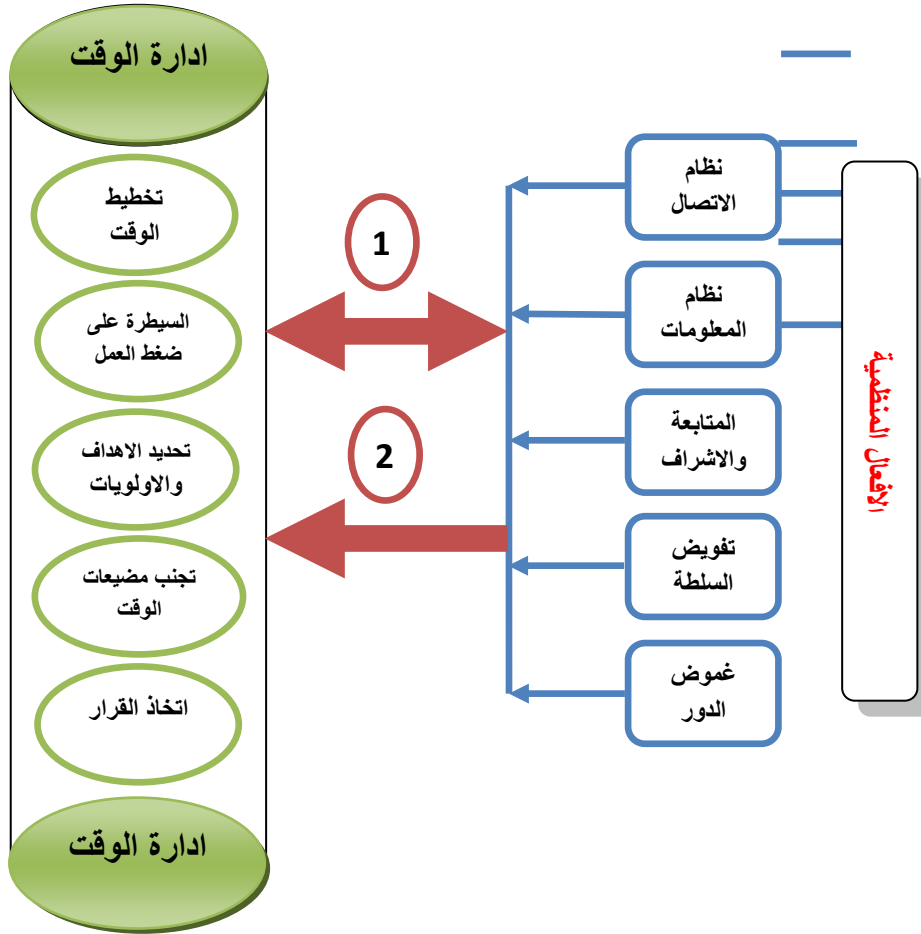 ادارة الوقت
نظام
الاتصال
تخطيط
الوقت
1
نظام
المعلومات
السيطرة على
ضغط العمل
الافعال المنظمية
المتابعة
والاشراف
2
تحديد الاهداف
والاولويات
تفويض
السلطة
تجنب مضيعات
الوقت
غموض
الدور
اتخاذ القرار
ادارة الوقت